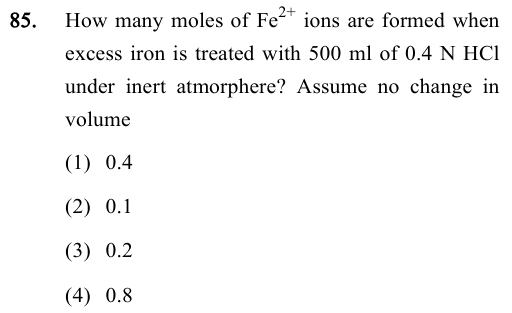 85. How many moles of Fe²⁺ ions are formed when
excess iron is treated with 500 ml of 0.4 N HCl
under inert atmorphere? Assume no change in
volume
(1) 0.4
(2) 0.1
(3) 0.2
(4) 0.8